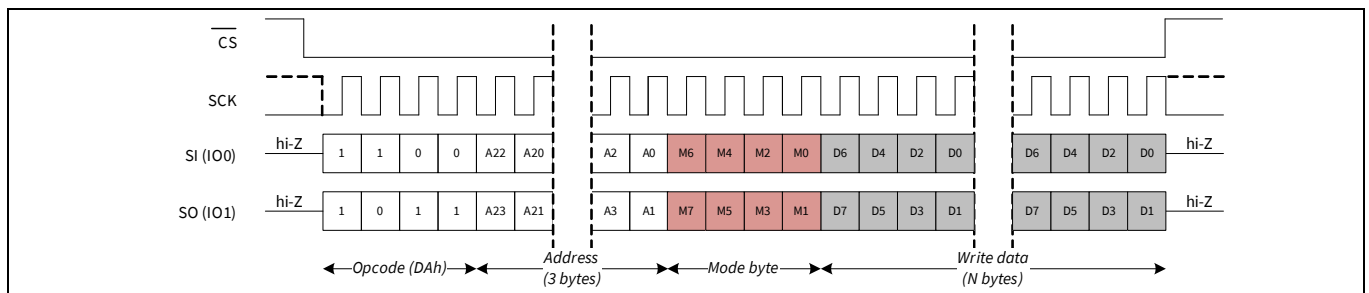 CS
SCK
SI (IO0) hi-Z 1 1 0 0 A22 A20 A2 A0 M6 M4 M2 M0 D6 D4 D2 D0 D6 D4 D2 D0 hi-Z
SO (IO1) hi-Z 1 0 1 1 A23 A21 A3 A1 M7 M5 M3 M1 D7 D5 D3 D1 D7 D5 D3 D1 hi-Z
Opcode (DAh) Address Mode byte Write data
(3 bytes) (N bytes)